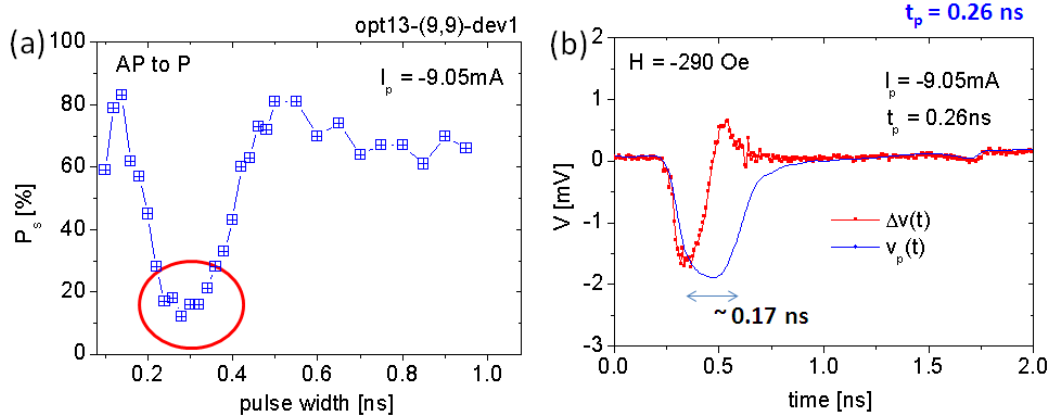 t_p = 0.26 ns
opt13-(9,9)-dev1
(a)
(b)
100
80
60
40
20
0
P_s [%]
AP to P
I_p = -9.05mA
0.2
0.4
0.6
0.8
1.0
pulse width [ns]
2
1
0
-1
-2
-3
V [mV]
H = -290 Oe
I_p = -9.05mA
t_p = 0.26ns
Δv(t)
v_p(t)
~ 0.17 ns
0.0
0.5
1.0
1.5
2.0
time [ns]